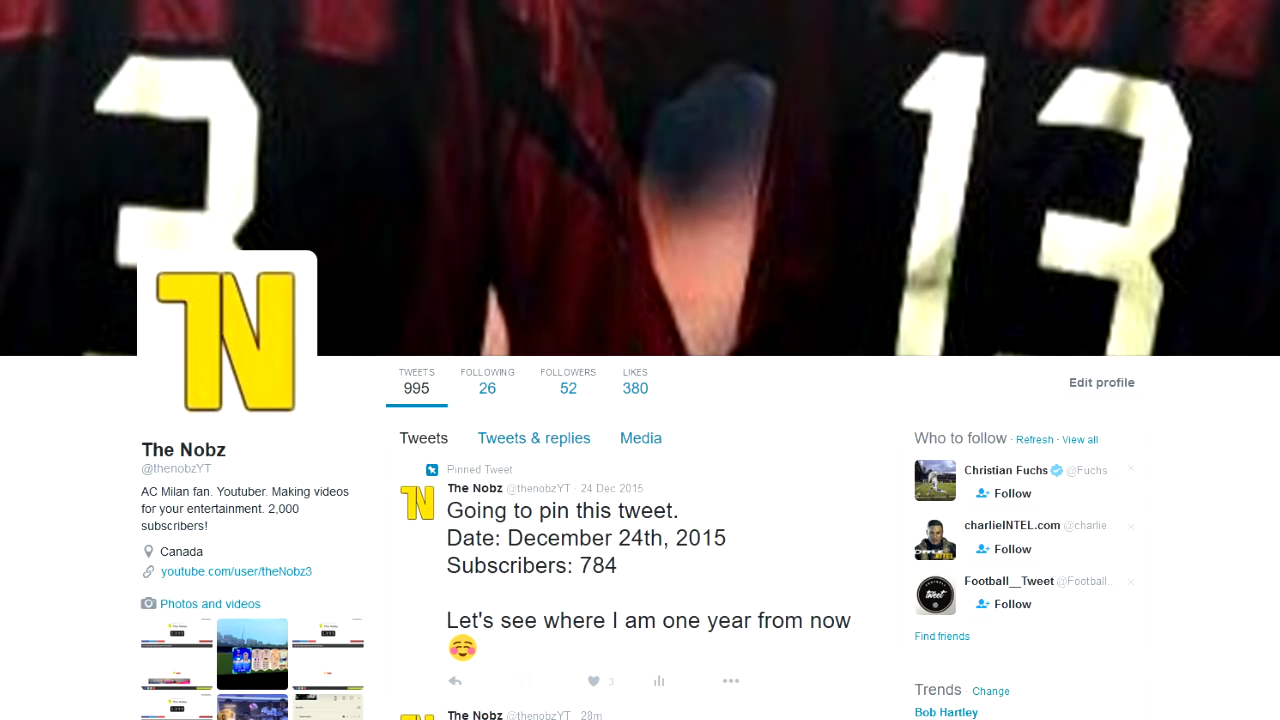 3
13
1N
TWEETS FOLLOWING FOLLOWERS LIKES
995 26 52 380
Edit profile
The Nobz
@thenobzYT
AC Milan fan. Youtuber. Making videos
for your entertainment. 2,000
subscribers!
Canada
youtube.com/user/theNobz3
Photos and videos
Tweets Tweets & replies Media
Pinned Tweet
The Nobz @thenobzYT · 24 Dec 2015
Going to pin this tweet.
Date: December 24th, 2015
Subscribers: 784
Let's see where I am one year from now
3
The Nobz @thenobzYT · 28m
Who to follow · Refresh · View all
Christian Fuchs @Fuchs
Follow
charlieINTEL.com @charlie
Follow
Football__Tweet @Football...
Follow
Find friends
Trends Change
Bob Hartley